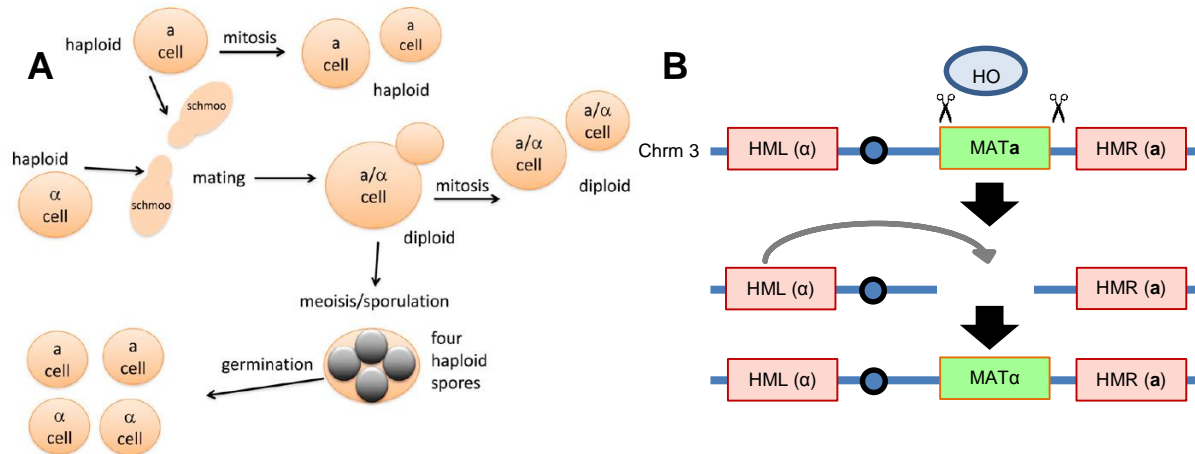 A
haploid
a
cell
mitosis
a
cell
a
cell
haploid
schmoo
haploid
α
cell
schmoo
mating
a/α
cell
diploid
mitosis
a/α
cell
a/α
cell
diploid
meoisis/sporulation
four
haploid
spores
germination
a
cell
a
cell
α
cell
α
cell
B
HO
Chrm 3
HML (α)
MATa
HMR (a)
HML (α)
HMR (a)
HML (α)
MATα
HMR (a)